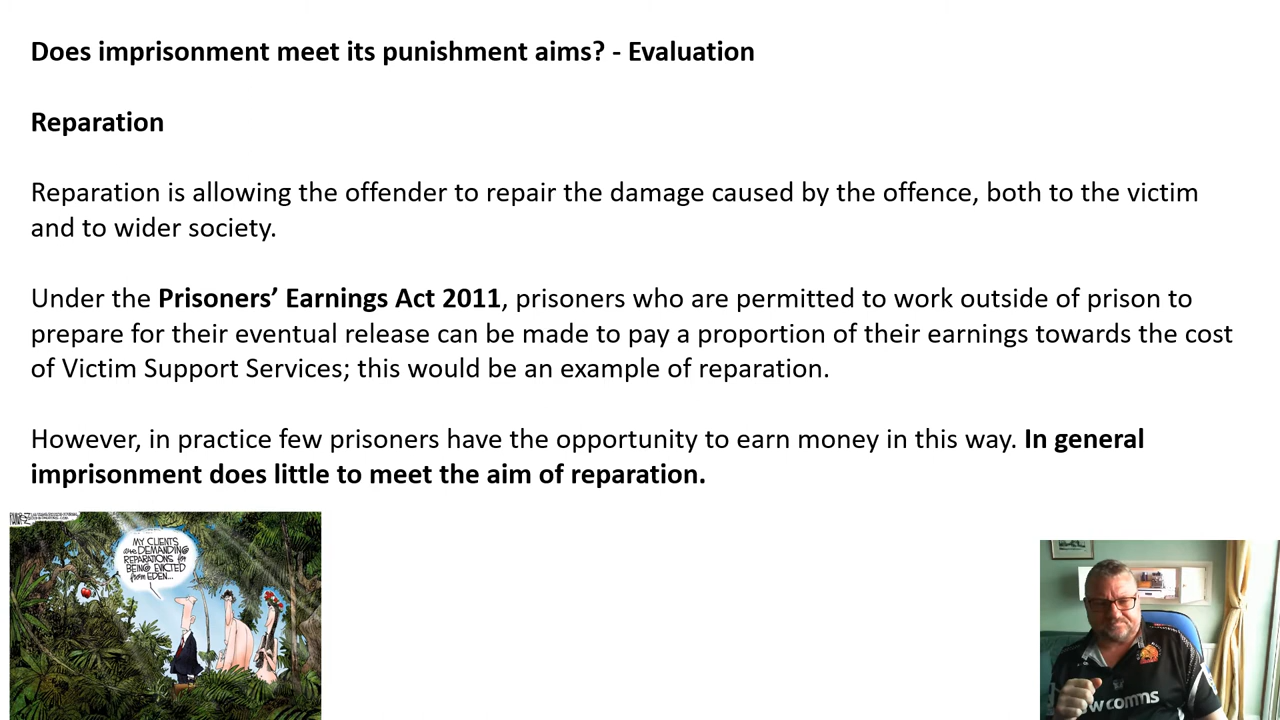 Does imprisonment meet its punishment aims? - Evaluation
Reparation
Reparation is allowing the offender to repair the damage caused by the offence, both to the victim
and to wider society.
Under the Prisoners’ Earnings Act 2011, prisoners who are permitted to work outside of prison to
prepare for their eventual release can be made to pay a proportion of their earnings towards the cost
of Victim Support Services; this would be an example of reparation.
However, in practice few prisoners have the opportunity to earn money in this way. In general
imprisonment does little to meet the aim of reparation.
MY CLIENTS
are DEMANDING
REPARATIONS for
BEING EVICTED
from EDEN...
w comms